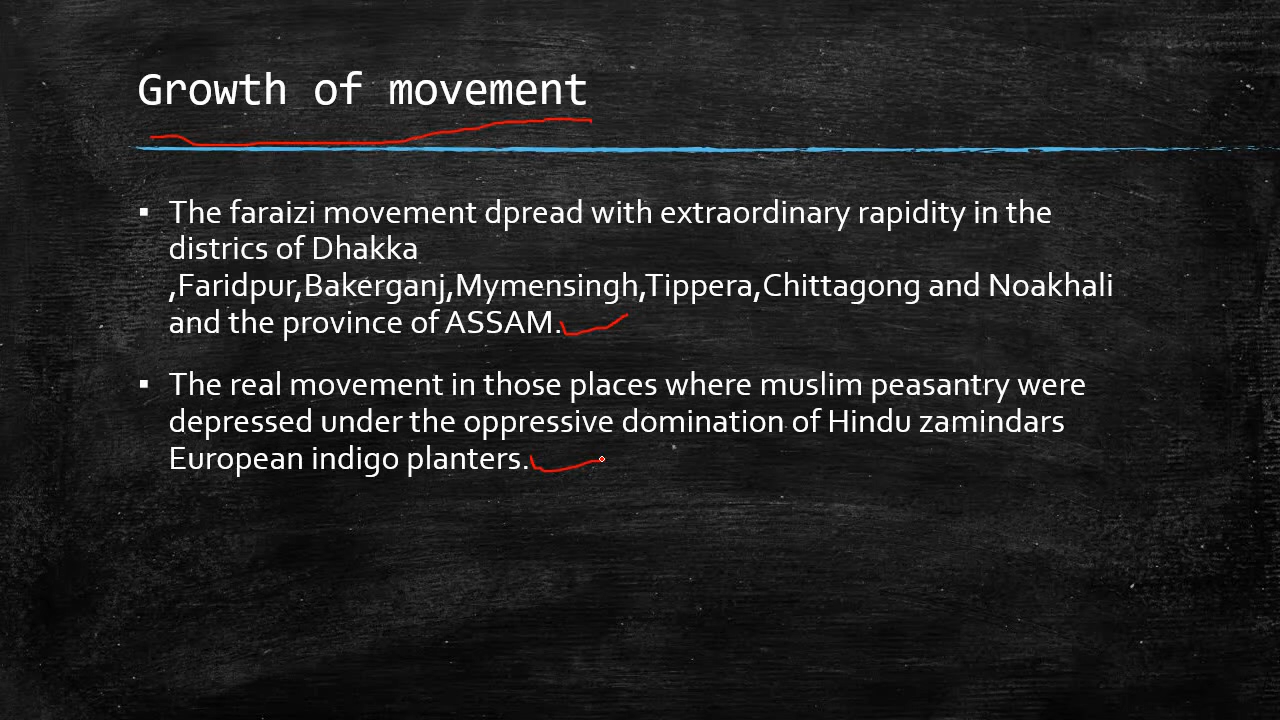 Growth of movement
▪ The faraizi movement dpread with extraordinary rapidity in the
districs of Dhakka
,Faridpur,Bakerganj,Mymensingh,Tippera,Chittagong and Noakhali
and the province of ASSAM.
▪ The real movement in those places where muslim peasantry were
depressed under the oppressive domination of Hindu zamindars
European indigo planters.